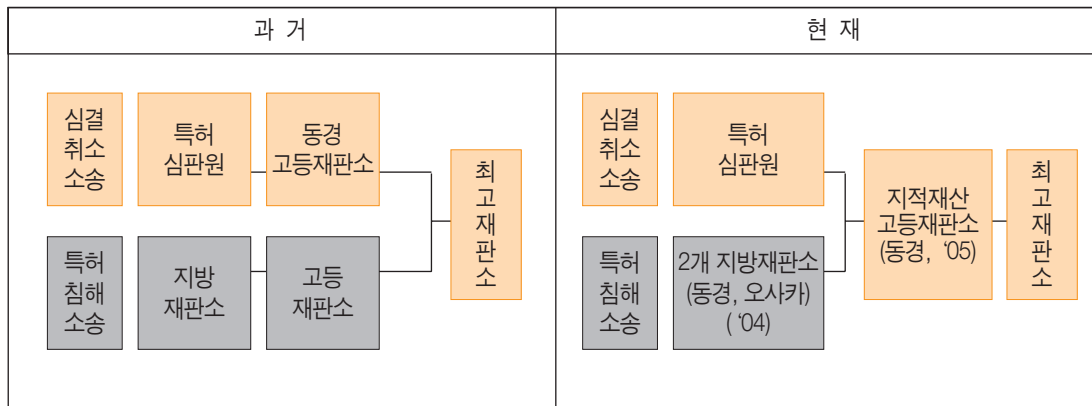 과 거
심결
취소
소송
특허
심판원
동경
고등재판소
특허
침해
소송
지방
재판소
고등
재판소
최
고
재
판
소
현 재
심결
취소
소송
특허
심판원
특허
침해
소송
2개 지방재판소
(동경, 오사카)
( ‘04)
지적재산
고등재판소
(동경, ‘05)
최
고
재
판
소